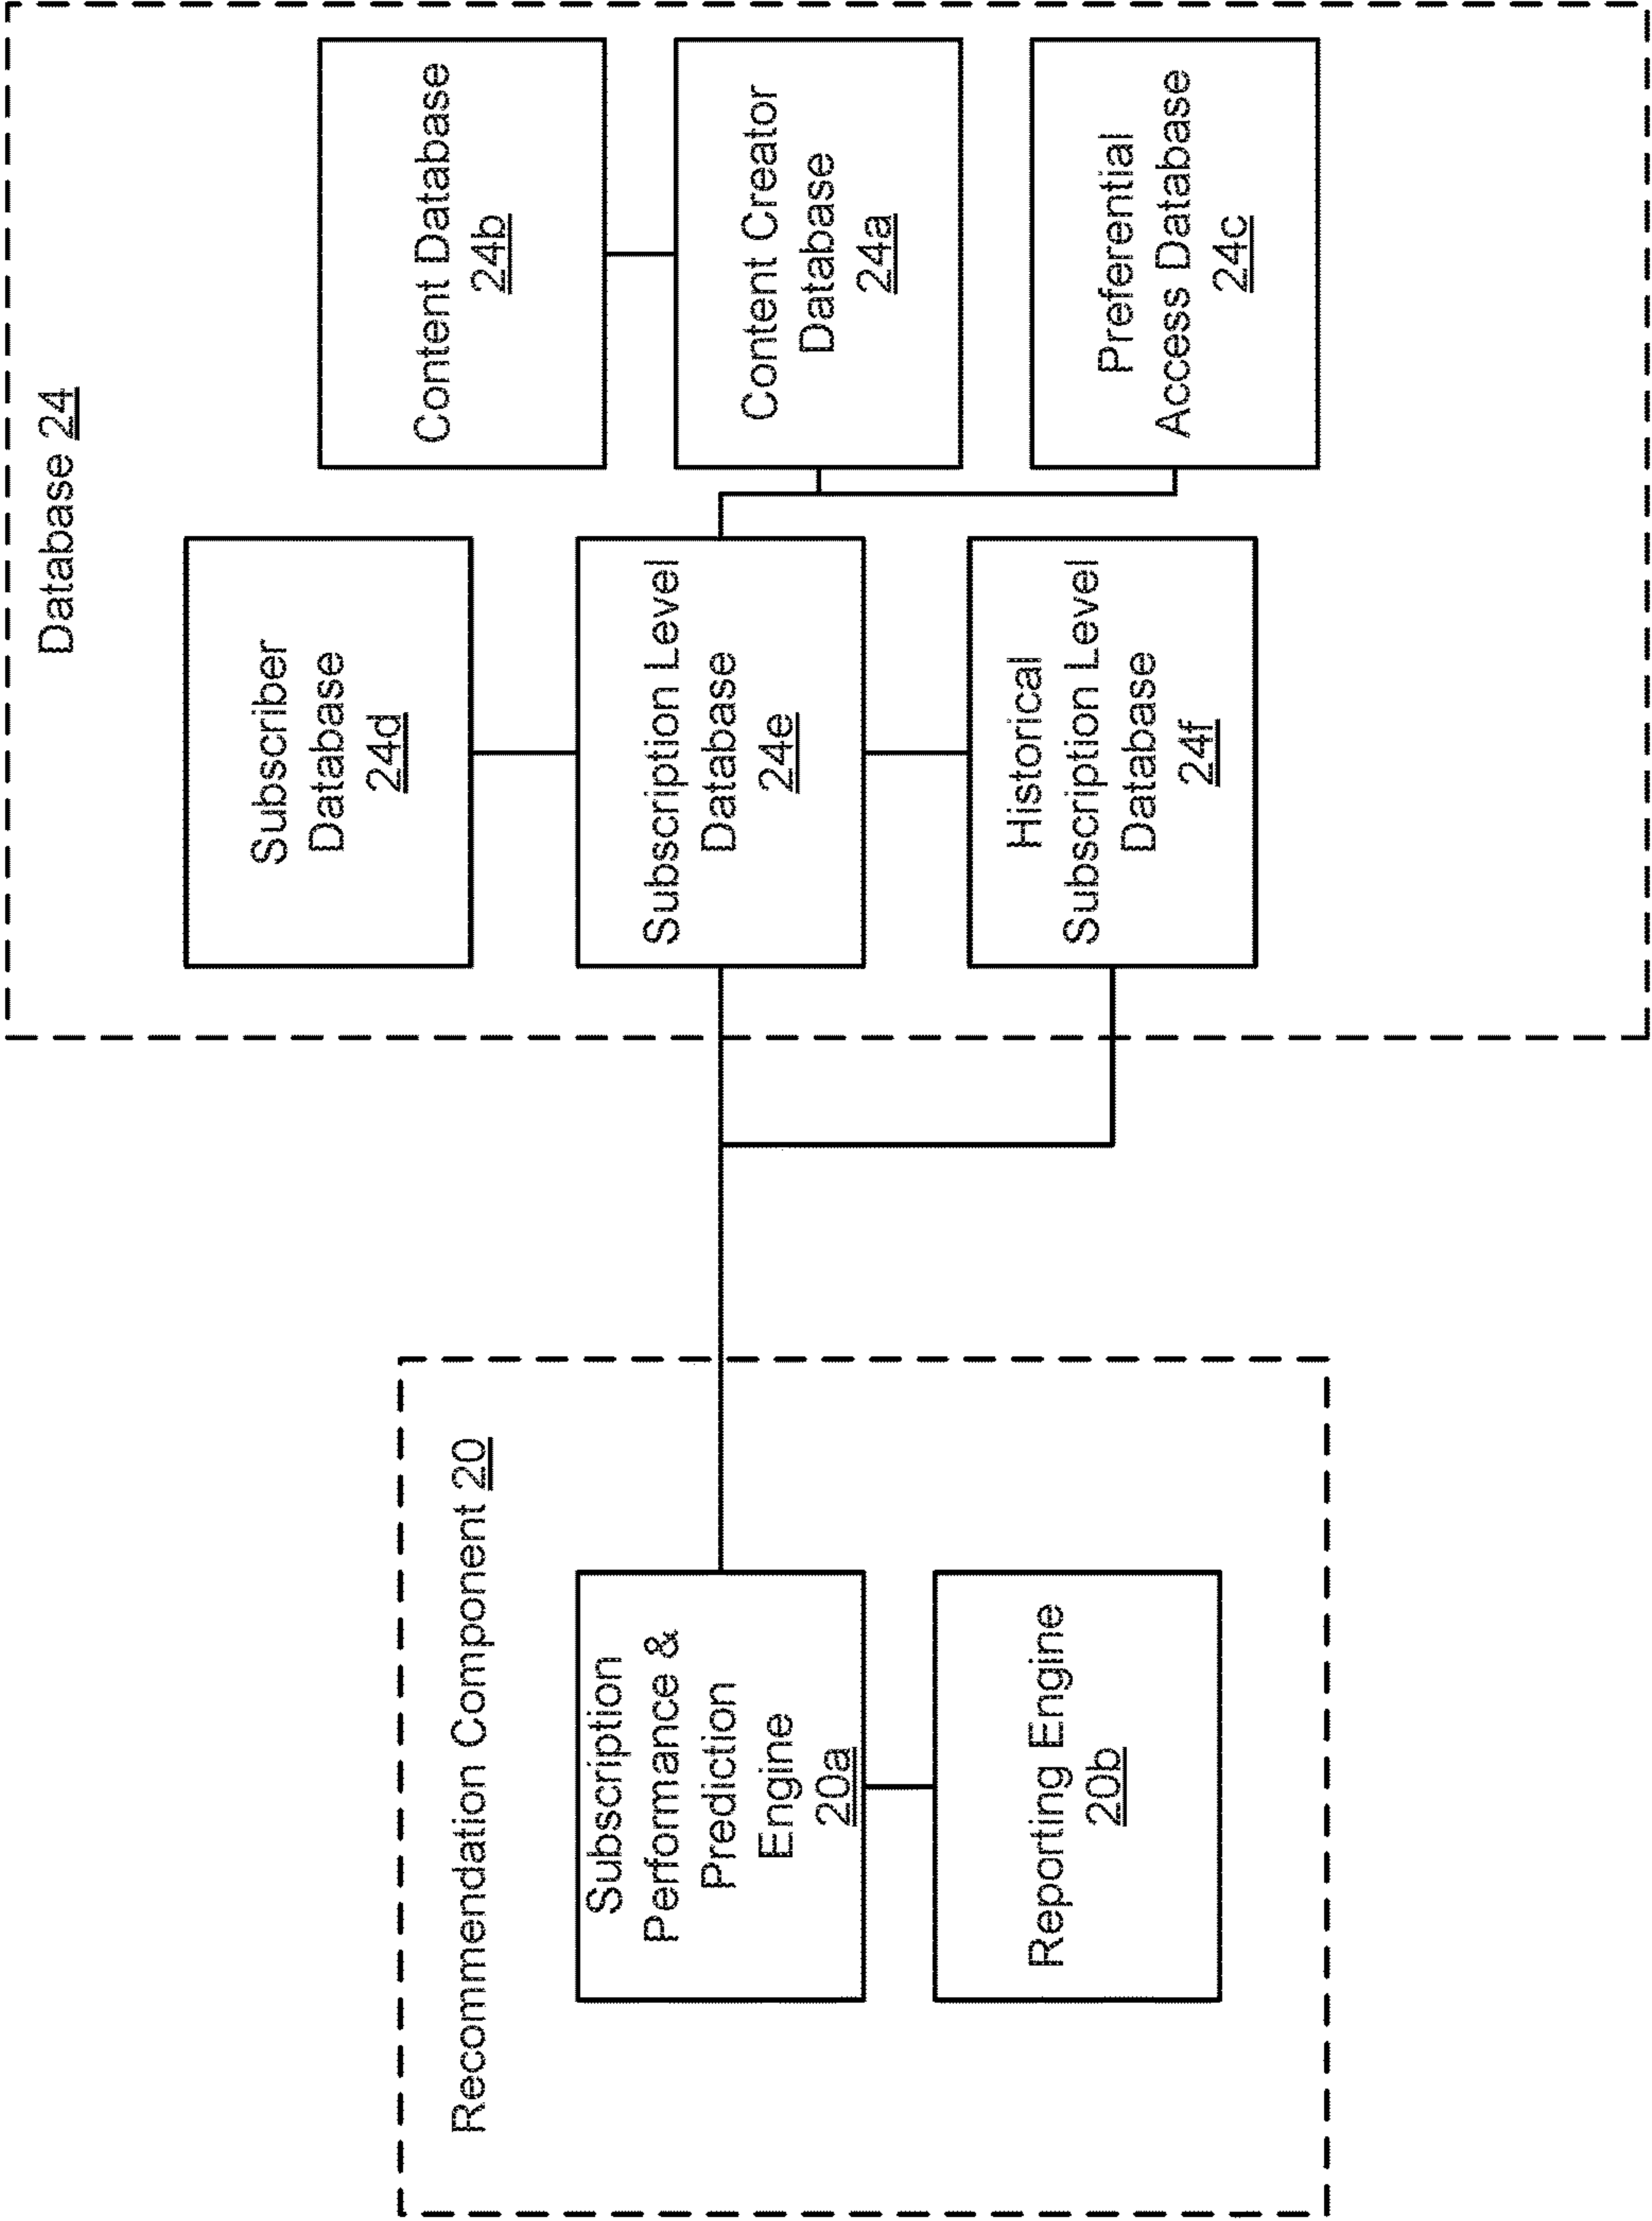 Recommendation Component 20
Subscription
Performance &
Prediction
Engine
20a
Reporting Engine
20b
Database 24
Subscriber
Database
24d
Subscription Level
Database
24e
Historical
Subscription Level
Database
24f
Content Database
24b
Content Creator
Database
24a
Preferential
Access Database
24c